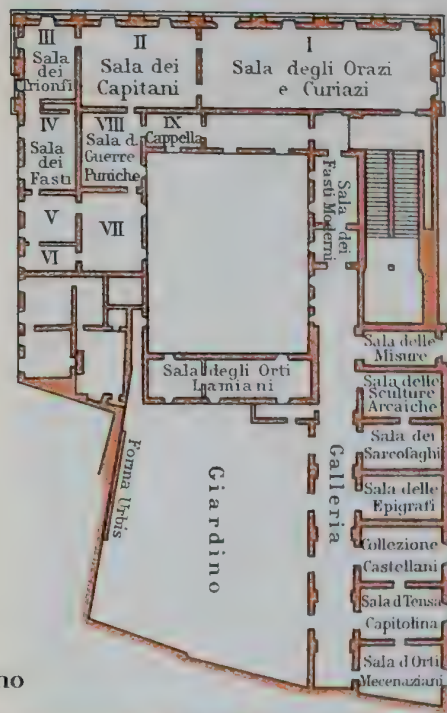 III
Sala
dei
Trionfi
II
Sala dei
Capitani
I
Sala degli Orazi
e Curiazi
IV
Sala
dei
Fasti
VIII
Sala d.
Guerre
Puniche
IX
Cappella
Sala dei
Fasti Moderni
V
VI
VII
Sala delle
Misure
Sala degli Orti
Lamiani
Sala delle
Sculture
Arcaiche
Sala dei
Sarcofaghi
Forma Urbis
Giardino
Galleria
Sala delle
Epigrafi
Collezione
Castellani
Sala d Tensa
Capitolina
Sala d'Orti
Mecenaziani
no